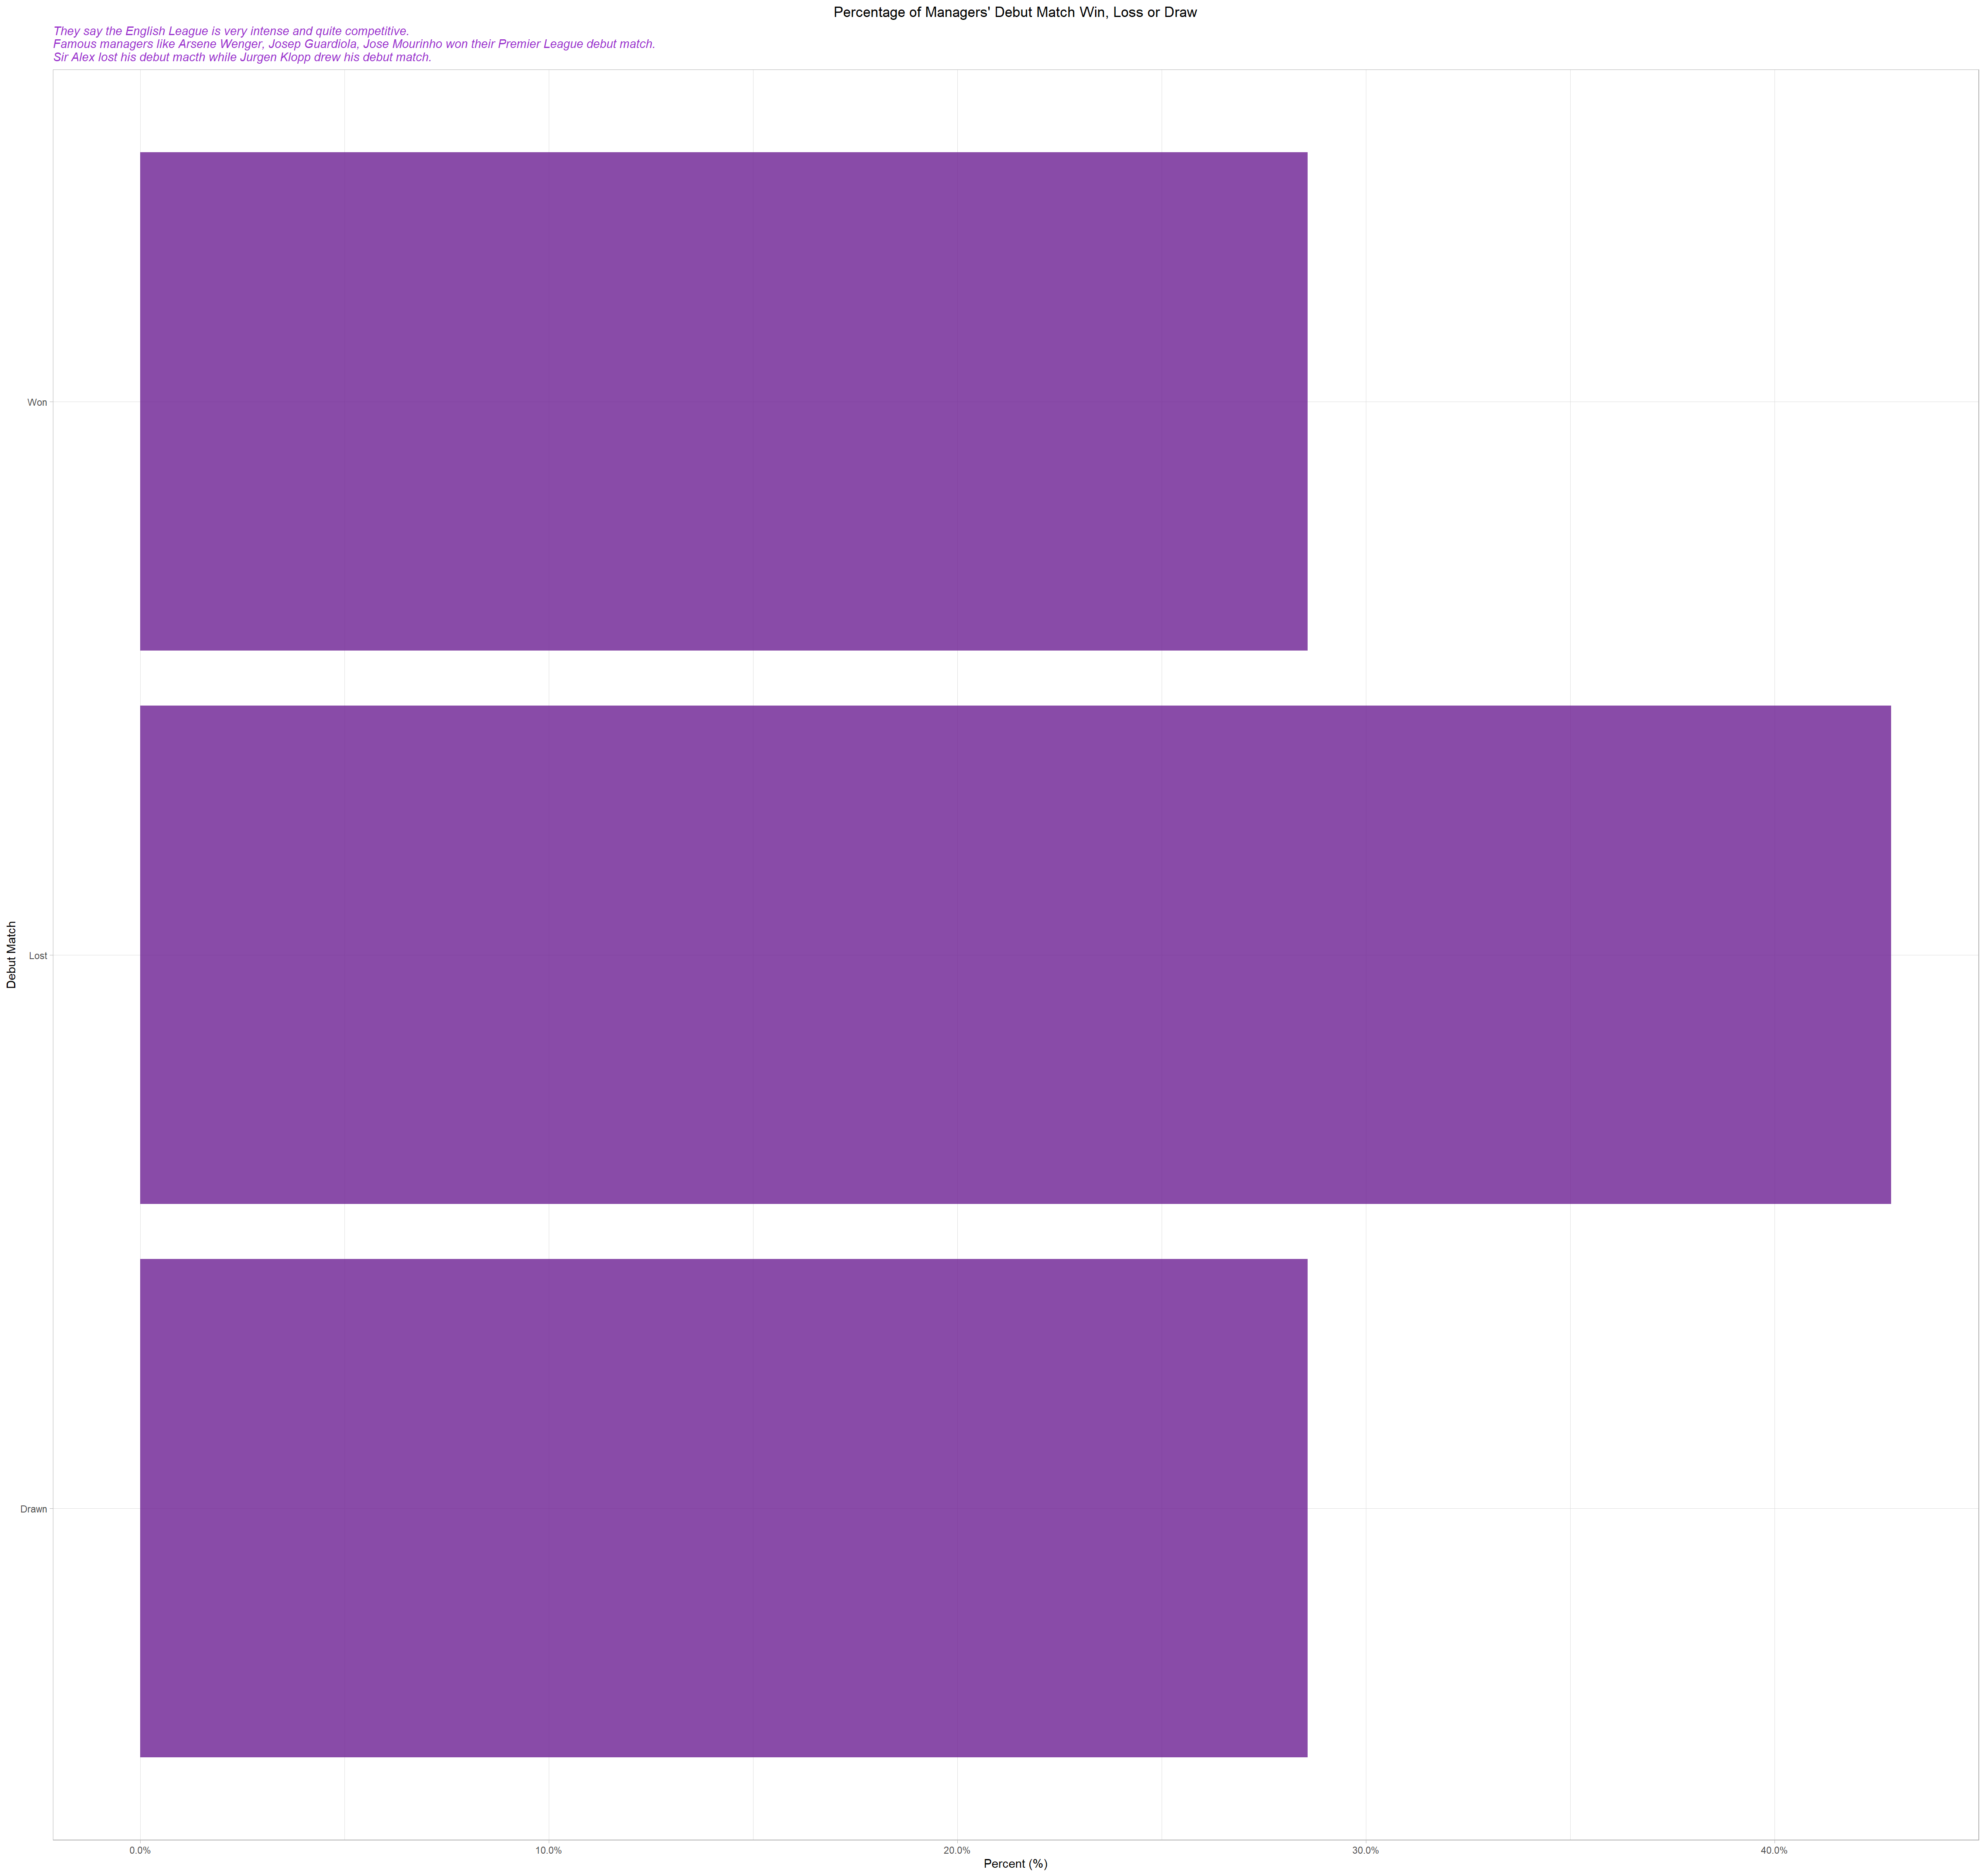 Percentage of Managers' Debut Match Win, Loss or Draw
They say the English League is very intense and quite competitive.
Famous managers like Arsene Wenger, Josep Guardiola, Jose Mourinho won their Premier League debut match.
Sir Alex lost his debut macth while Jurgen Klopp drew his debut match.
Debut Match
Won
Lost
Drawn
0.0% 10.0% 20.0% 30.0% 40.0%
Percent (%)